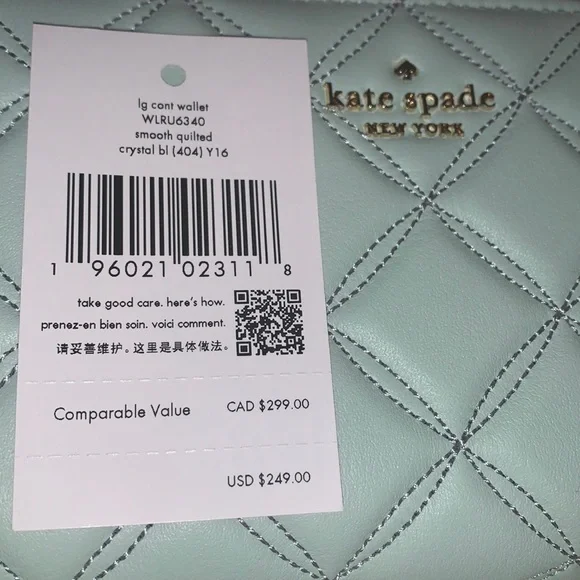 lg cont wallet
WLRU6340
smooth quilted
crystal bl (404) Y16
1 96021 02311 8
take good care. here's how.
prenez-en bien soin. voici comment.
请妥善维护。这里是具体做法。
Comparable Value CAD $299.00
USD $249.00
kate spade
NEW YORK